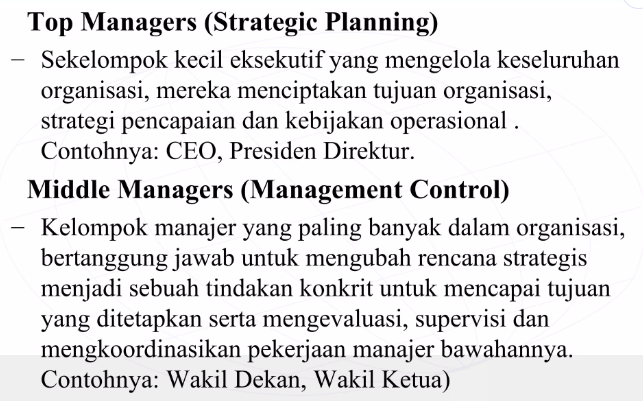 Top Managers (Strategic Planning)
– Sekelompok kecil eksekutif yang mengelola keseluruhan
organisasi, mereka menciptakan tujuan organisasi,
strategi pencapaian dan kebijakan operasional .
Contohnya: CEO, Presiden Direktur.
Middle Managers (Management Control)
– Kelompok manajer yang paling banyak dalam organisasi,
bertanggung jawab untuk mengubah rencana strategis
menjadi sebuah tindakan konkrit untuk mencapai tujuan
yang ditetapkan serta mengevaluasi, supervisi dan
mengkoordinasikan pekerjaan manajer bawahannya.
Contohnya: Wakil Dekan, Wakil Ketua)